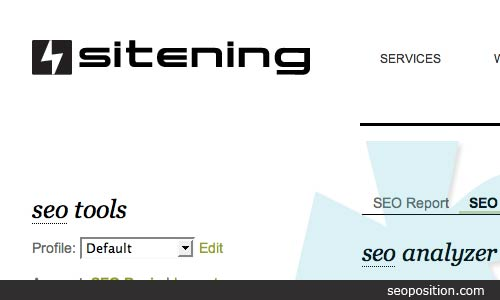 sitening
SERVICES
seo tools
Profile: Default Edit
SEO Report SEO
seo analyzer
seoposition.com